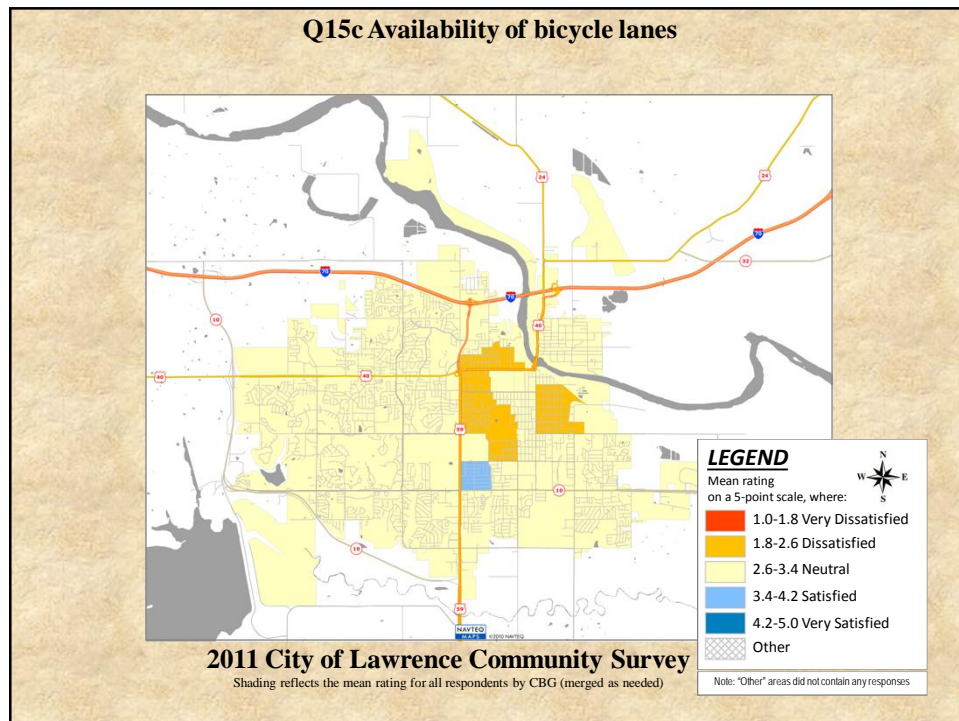 Q15c Availability of bicycle lanes
24
24
70
32
70
70
10
40
40
40
59
10
10
59
NAVTEQ
MAPS
©2010 NAVTEQ
LEGEND
N
W E
S
Mean rating
on a 5-point scale, where:
1.0-1.8 Very Dissatisfied
1.8-2.6 Dissatisfied
2.6-3.4 Neutral
3.4-4.2 Satisfied
4.2-5.0 Very Satisfied
Other
Note: "Other" areas did not contain any responses
2011 City of Lawrence Community Survey
Shading reflects the mean rating for all respondents by CBG (merged as needed)